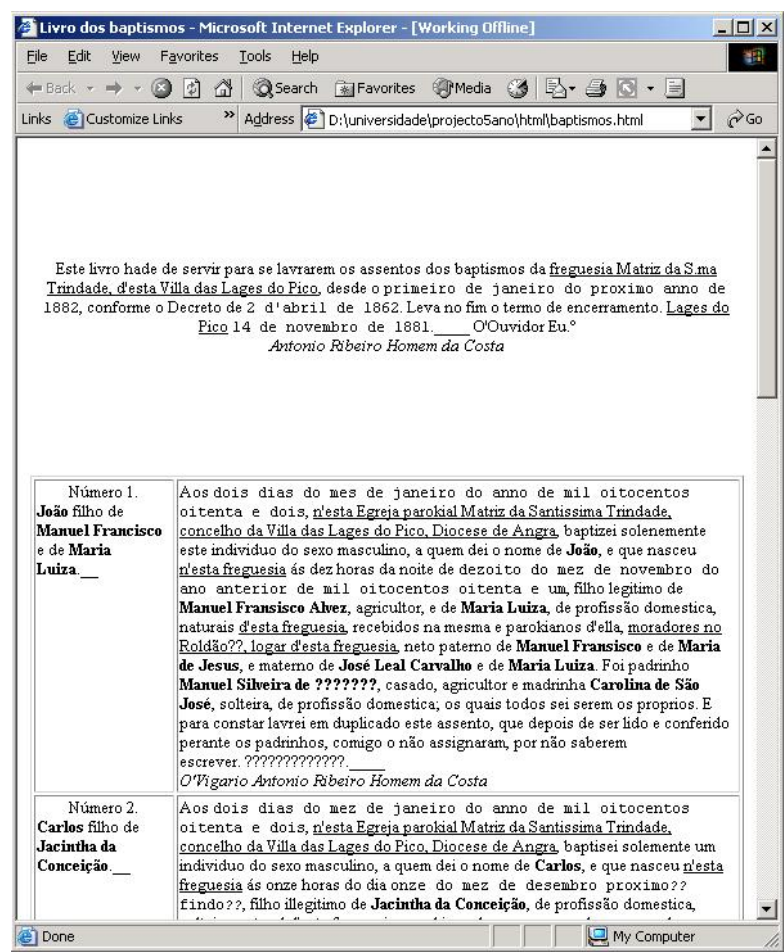 Livro dos baptismos - Microsoft Internet Explorer - [Working Offline]
File Edit View Favorites Tools Help
Back Search Favorites Media
Links Customize Links » Address D:\universidade\projecto5ano\html\baptismos.html Go
Este livro hade de servir para se lavrarem os assentos dos baptismos da freguesia Matriz da S.ma
Trindade, d'esta Villa das Lages do Pico, desde o primeiro de janeiro do proximo anno de
1882, conforme o Decreto de 2 d'abril de 1862. Leva no fim o termo de encerramento. Lages do
Pico 14 de novembro de 1881.____ O'Ouvidor Eu.º
Antonio Ribeiro Homem da Costa
Número 1.
João filho de
Manuel Francisco
e de Maria
Luiza.__
Aos dois dias do mes de janeiro do anno de mil oitocentos
oitenta e dois, n'esta Egreja parokial Matriz da Santissima Trindade,
concelho da Villa das Lages do Pico, Diocese de Angra, baptizei solenemente
este individuo do sexo masculino, a quem dei o nome de João, e que nasceu
n'esta freguesia ás dez horas da noite de dezoito do mez de novembro do
ano anterior de mil oitocentos oitenta e um, filho legitimo de
Manuel Fransisco Alvez, agricultor, e de Maria Luiza, de profissão domestica,
naturais d'esta freguesia, recebidos na mesma e parokianos d'ella, moradores no
Roldão??, logar d'esta freguesia, neto paterno de Manuel Fransisco e de Maria
de Jesus, e materno de José Leal Carvalho e de Maria Luiza. Foi padrinho
Manuel Silveira de ???????, casado, agricultor e madrinha Carolina de São
José, solteira, de profissão domestica; os quais todos sei serem os proprios. E
para constar lavrei em duplicado este assento, que depois de ser lido e conferido
perante os padrinhos, comigo o não assignaram, por não saberem
escrever. ?????????????.____
O'Vigario Antonio Ribeiro Homem da Costa
Número 2.
Carlos filho de
Jacintha da
Conceição.__
Aos dois dias do mez de janeiro do anno de mil oitocentos
oitenta e dois, n'esta Egreja parokial Matriz da Santissima Trindade,
concelho da Villa das Lages do Pico, Diocese de Angra, baptisei solemente um
individuo do sexo masculino, a quem dei o nome de Carlos, e que nasceu n'esta
freguesia ás onze horas do dia onze do mez de desembro proximo??
findo??, filho illegitimo de Jacintha da Conceição, de profissão domestica,
Done My Computer